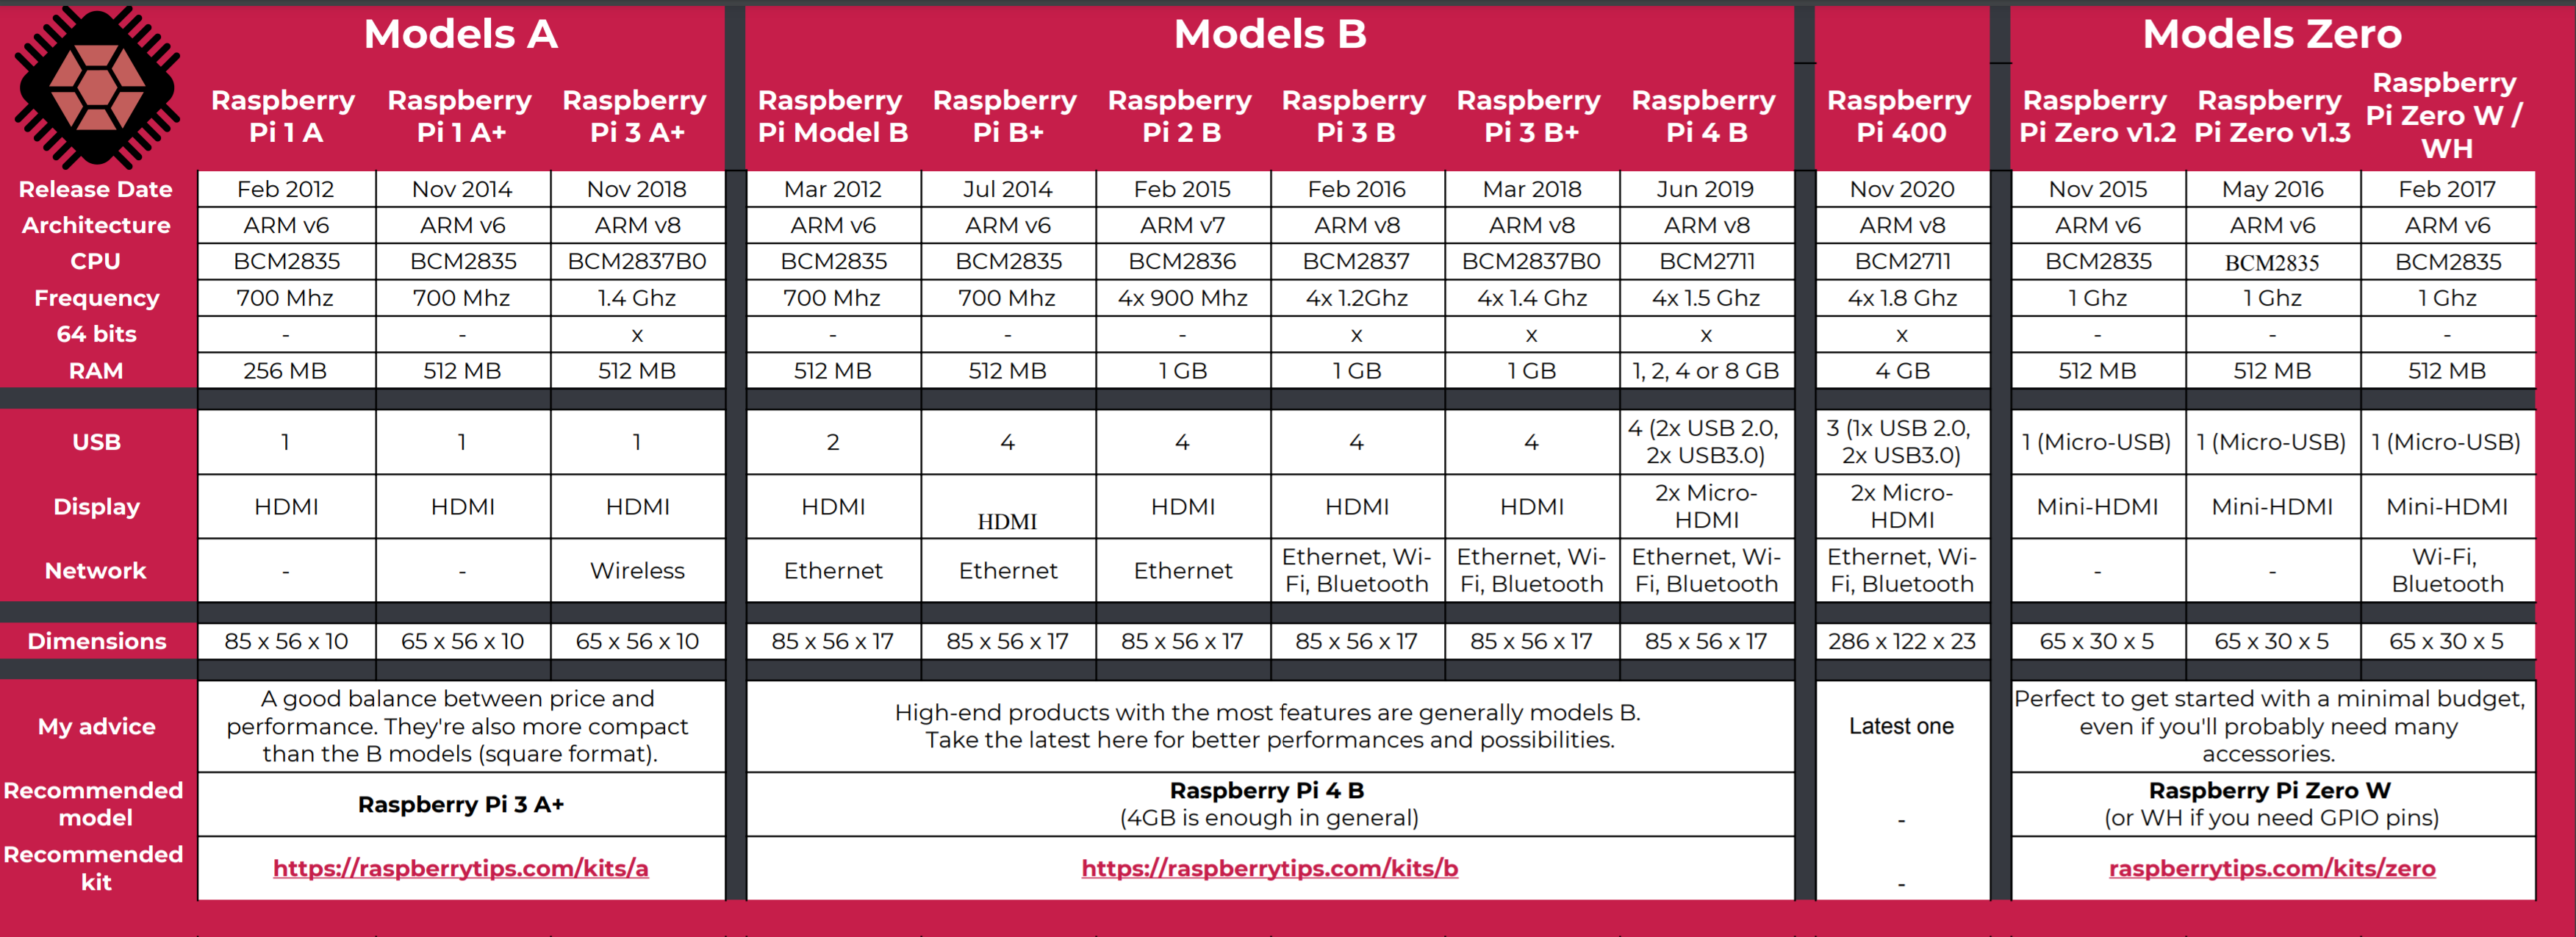 Models A Models B Models Zero
Raspberry Pi 1 A Raspberry Pi 1 A+ Raspberry Pi 3 A+ Raspberry Pi Model B Raspberry Pi B+ Raspberry Pi 2 B Raspberry Pi 3 B Raspberry Pi 3 B+ Raspberry Pi 4 B Raspberry Pi 400 Raspberry Pi Zero v1.2 Raspberry Pi Zero v1.3 Raspberry Pi Zero W / WH
Release Date Feb 2012 Nov 2014 Nov 2018 Mar 2012 Jul 2014 Feb 2015 Feb 2016 Mar 2018 Jun 2019 Nov 2020 Nov 2015 May 2016 Feb 2017
Architecture ARM v6 ARM v6 ARM v8 ARM v6 ARM v6 ARM v7 ARM v8 ARM v8 ARM v8 ARM v8 ARM v6 ARM v6 ARM v6
CPU BCM2835 BCM2835 BCM2837B0 BCM2835 BCM2835 BCM2836 BCM2837 BCM2837B0 BCM2711 BCM2711 BCM2835 BCM2835 BCM2835
Frequency 700 Mhz 700 Mhz 1.4 Ghz 700 Mhz 700 Mhz 4x 900 Mhz 4x 1.2Ghz 4x 1.4 Ghz 4x 1.5 Ghz 4x 1.8 Ghz 1 Ghz 1 Ghz 1 Ghz
64 bits - - x - - - x x x x - - -
RAM 256 MB 512 MB 512 MB 512 MB 512 MB 1 GB 1 GB 1 GB 1, 2, 4 or 8 GB 4 GB 512 MB 512 MB 512 MB
USB 1 1 1 2 4 4 4 4 4 (2x USB 2.0, 2x USB3.0) 3 (1x USB 2.0, 2x USB3.0) 1 (Micro-USB) 1 (Micro-USB) 1 (Micro-USB)
Display HDMI HDMI HDMI HDMI HDMI HDMI HDMI HDMI 2x Micro-HDMI 2x Micro-HDMI Mini-HDMI Mini-HDMI Mini-HDMI
Network - - Wireless Ethernet Ethernet Ethernet Ethernet, Wi-Fi, Bluetooth Ethernet, Wi-Fi, Bluetooth Ethernet, Wi-Fi, Bluetooth Ethernet, Wi-Fi, Bluetooth - - Wi-Fi, Bluetooth
Dimensions 85 x 56 x 10 65 x 56 x 10 65 x 56 x 10 85 x 56 x 17 85 x 56 x 17 85 x 56 x 17 85 x 56 x 17 85 x 56 x 17 85 x 56 x 17 286 x 122 x 23 65 x 30 x 5 65 x 30 x 5 65 x 30 x 5
My advice
A good balance between price and
performance. They're also more compact
than the B models (square format).
High-end products with the most features are generally models B.
Take the latest here for better performances and possibilities.
Latest one
Perfect to get started with a minimal budget,
even if you'll probably need many
accessories.
Recommended
model
Raspberry Pi 3 A+
Raspberry Pi 4 B
(4GB is enough in general)
-
Raspberry Pi Zero W
(or WH if you need GPIO pins)
Recommended
kit
https://raspberrytips.com/kits/a
https://raspberrytips.com/kits/b
-
raspberrytips.com/kits/zero